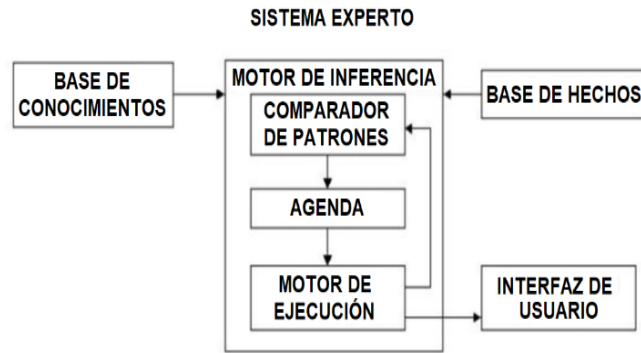 SISTEMA EXPERTO
BASE DE
CONOCIMIENTOS
MOTOR DE INFERENCIA
BASE DE HECHOS
COMPARADOR
DE PATRONES
AGENDA
MOTOR DE
EJECUCIÓN
INTERFAZ DE
USUARIO